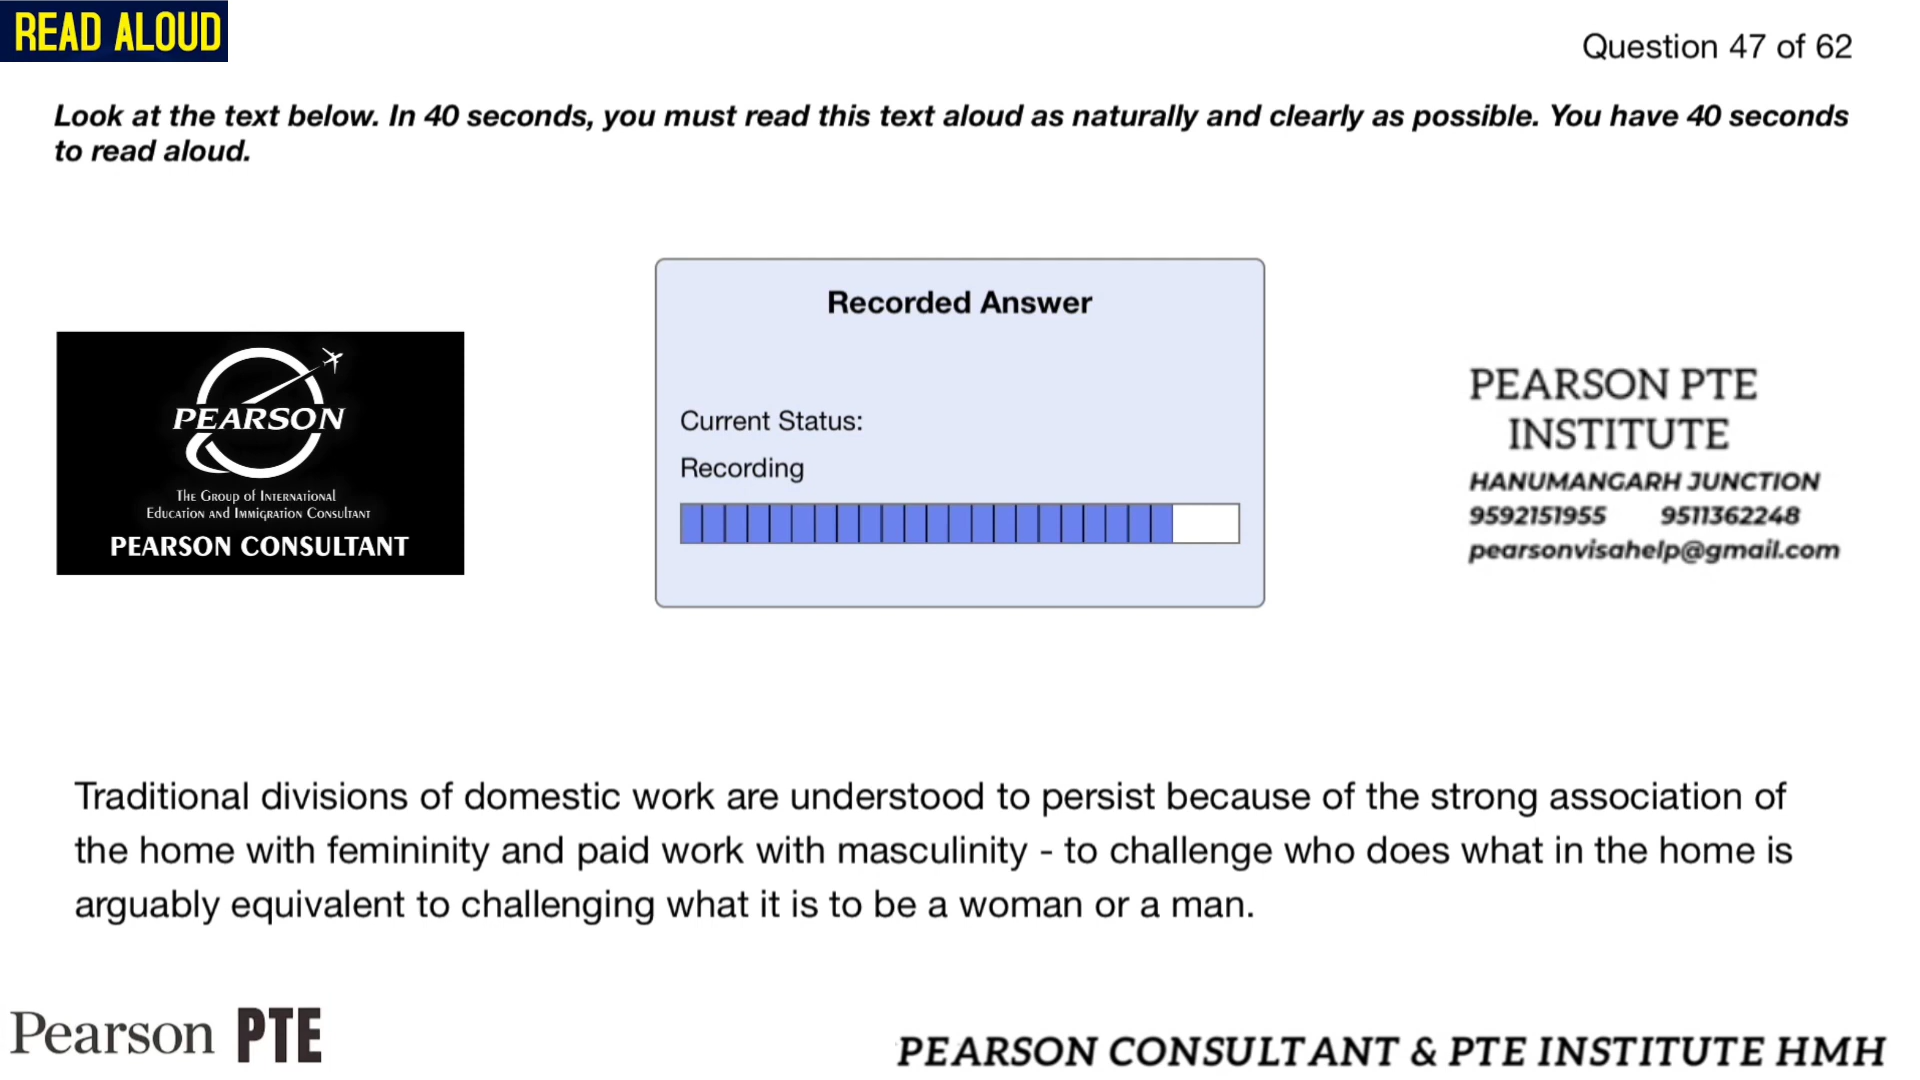 READ ALOUD
Question 47 of 62
Look at the text below. In 40 seconds, you must read this text aloud as naturally and clearly as possible. You have 40 seconds
to read aloud.
Recorded Answer
Current Status:
Recording
PEARSON
The Group of International
Education and Immigration Consultant
PEARSON CONSULTANT
PEARSON PTE
INSTITUTE
HANUMANGARH JUNCTION
9592151955 9511362248
pearsonvisahelp@gmail.com
Traditional divisions of domestic work are understood to persist because of the strong association of
the home with femininity and paid work with masculinity - to challenge who does what in the home is
arguably equivalent to challenging what it is to be a woman or a man.
Pearson PTE
PEARSON CONSULTANT & PTE INSTITUTE HMH